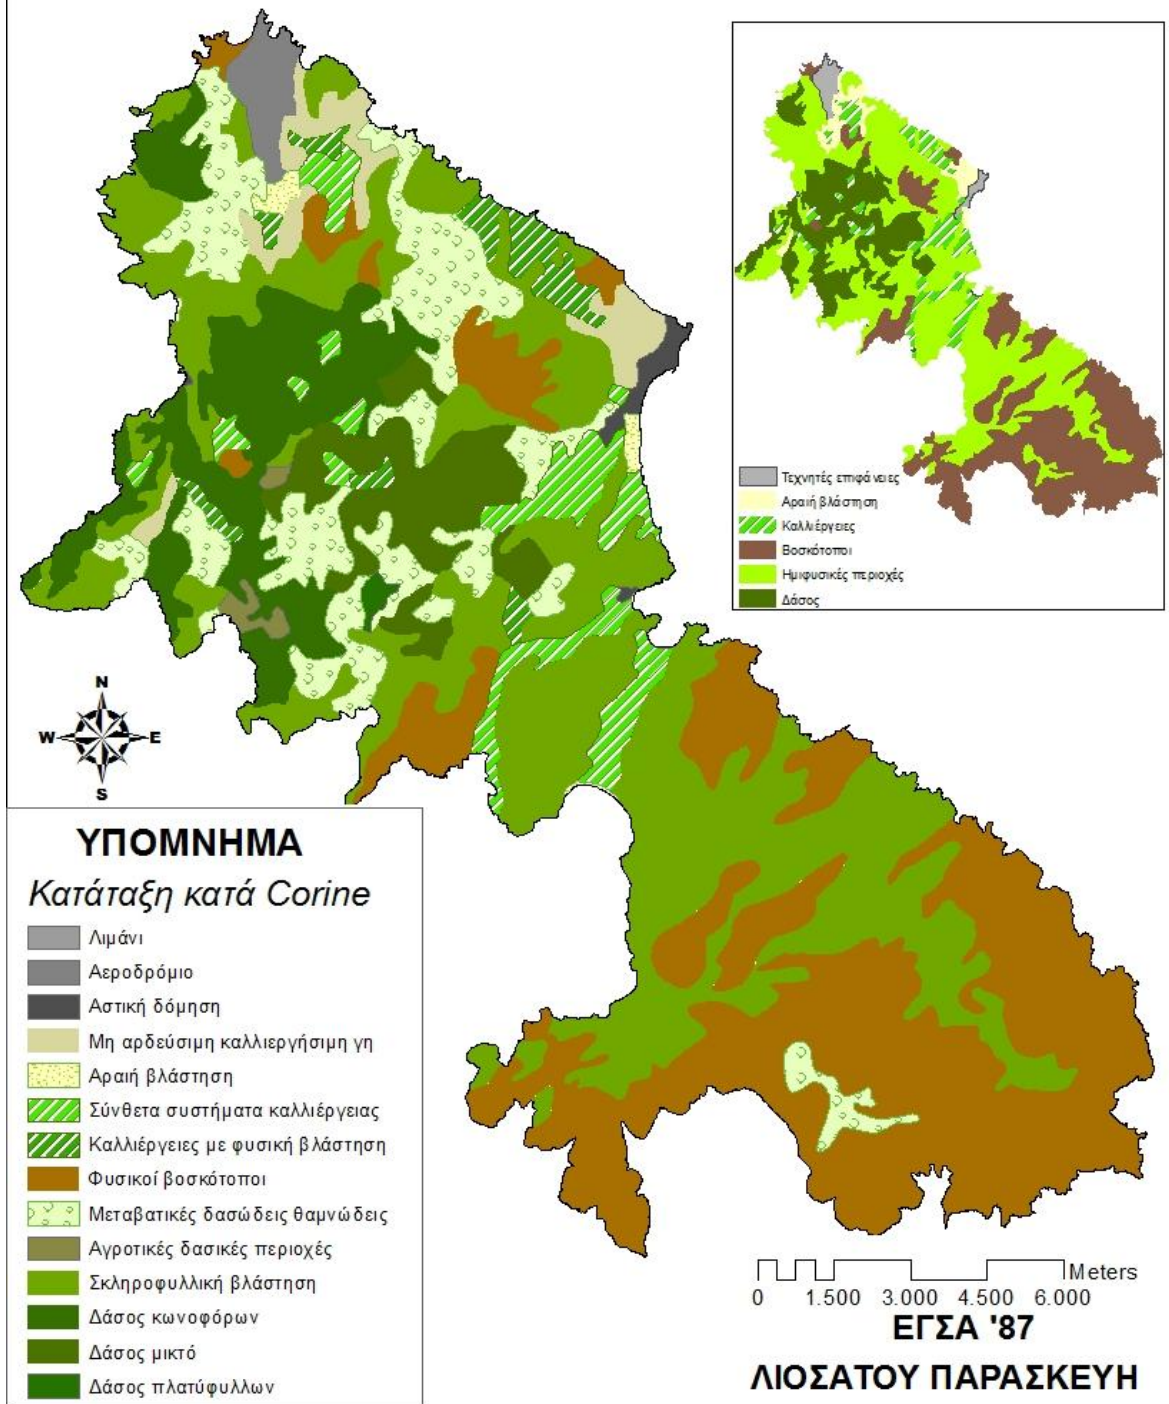 Τεχνητές επιφάνειες
Αραιή βλάστηση
Καλλιέργειες
Βοσκότοποι
Ημιφυσικές περιοχές
Δάσος
N
W
E
S
ΥΠΟΜΝΗΜΑ
Κατάταξη κατά Corine
Λιμάνι
Αεροδρόμιο
Αστική δόμηση
Μη αρδεύσιμη καλλιεργήσιμη γη
Αραιή βλάστηση
Σύνθετα συστήματα καλλιέργειας
Καλλιέργειες με φυσική βλάστηση
Φυσικοί βοσκότοποι
Μεταβατικές δασώδεις θαμνώδεις
Αγροτικές δασικές περιοχές
Σκληροφυλλική βλάστηση
Δάσος κωνοφόρων
Δάσος μικτό
Δάσος πλατύφυλλων
Meters
0 1.500 3.000 4.500 6.000
ΕΓΣΑ '87
ΛΙΟΣΑΤΟΥ ΠΑΡΑΣΚΕΥΗ